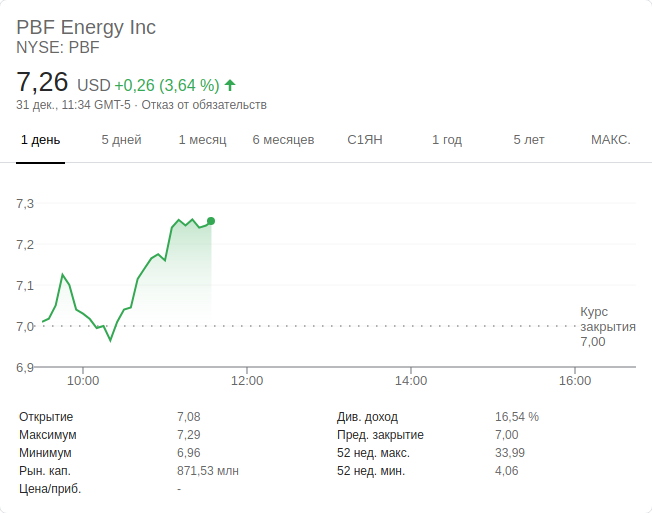 PBF Energy Inc
NYSE: PBF
7,26 USD +0,26 (3,64 %)
31 дек., 11:34 GMT-5 · Отказ от обязательств
1 день 5 дней 1 месяц 6 месяцев С1ЯН 1 год 5 лет МАКС.
7,3
7,2
7,1
7,0
6,9
Курс
закрытия
7,00
10:00 12:00 14:00 16:00
Открытие 7,08 Див. доход 16,54 %
Максимум 7,29 Пред. закрытие 7,00
Минимум 6,96 52 нед. макс. 33,99
Рын. кап. 871,53 млн 52 нед. мин. 4,06
Цена/приб. -